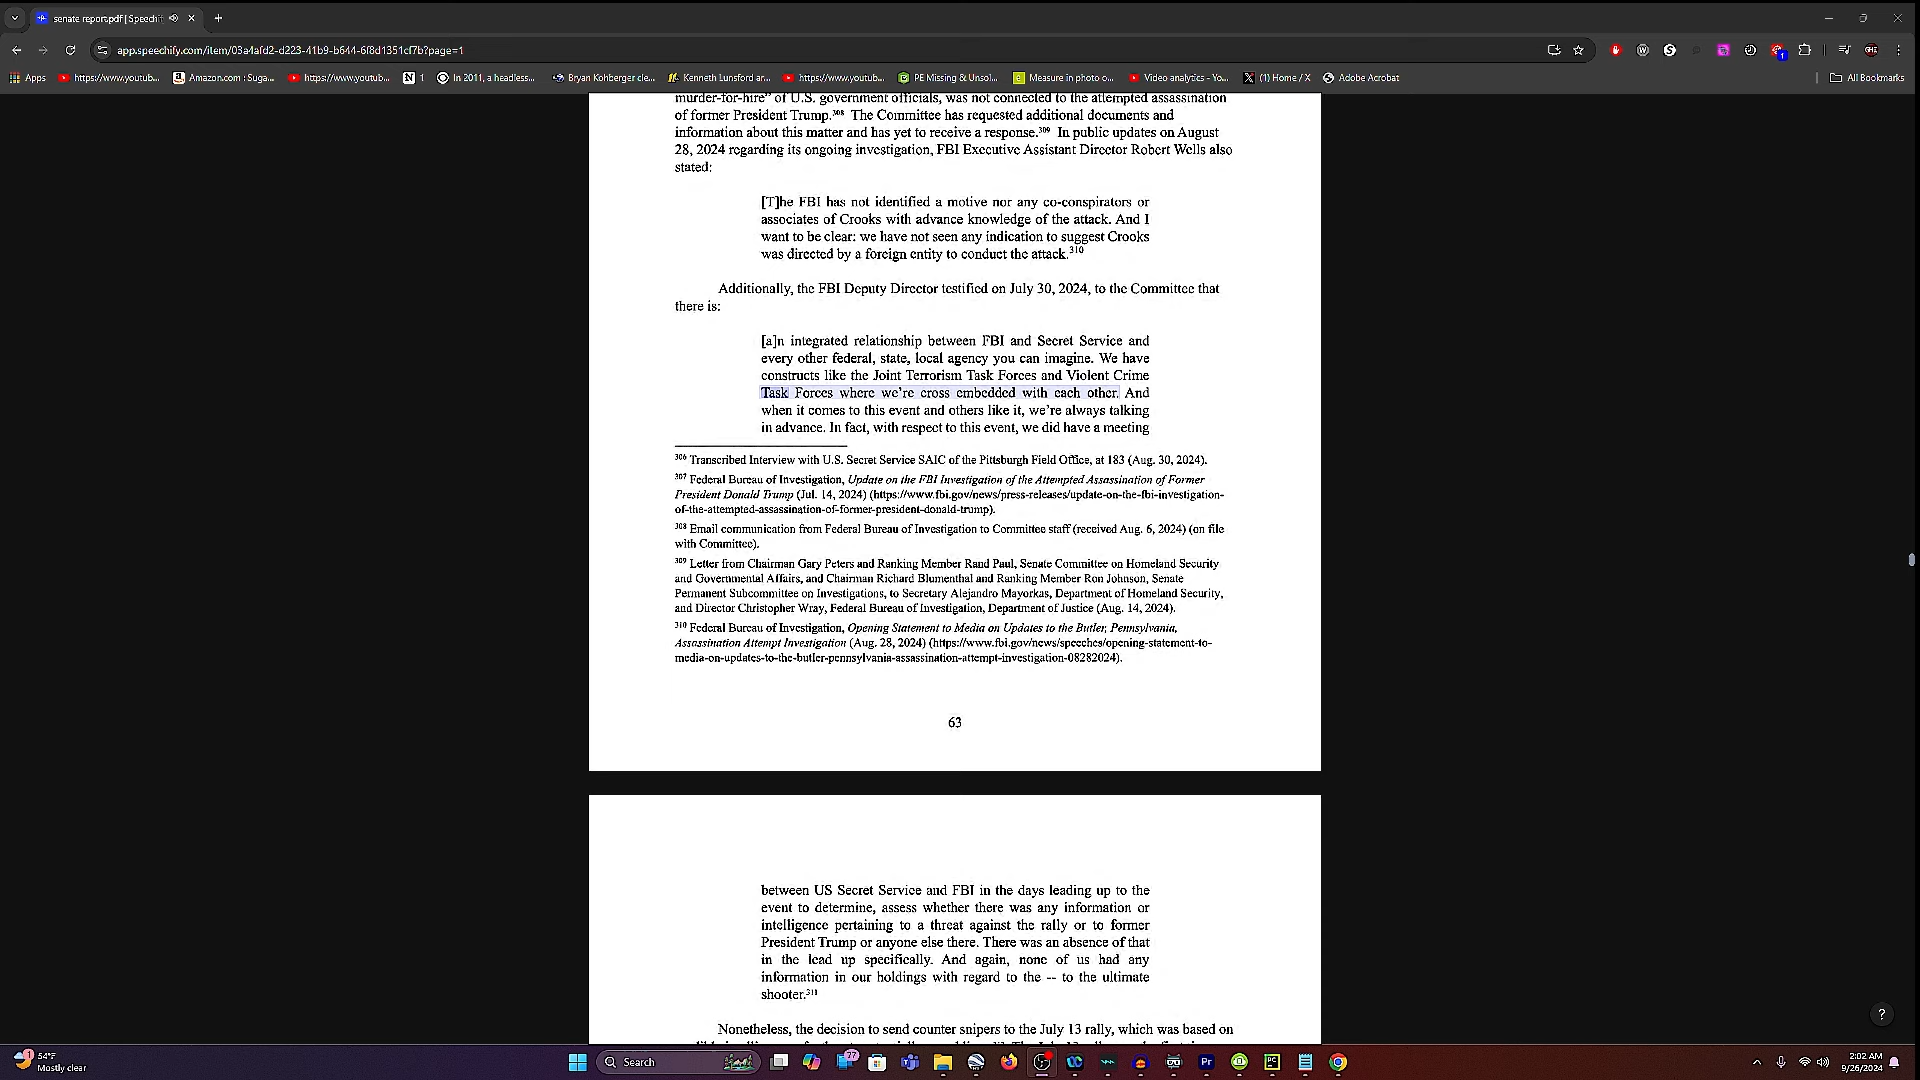 senate report.pdf | Speechif
app.speechify.com/item/03a4afd2-d223-41b9-b644-6f8d1351cf7b?page=1
Apps https://www.youtub... Amazon.com : Suga... https://www.youtub... 1 In 2011, a headless... Bryan Kohberger cle... Kenneth Lunsford ar... https://www.youtub... PE Missing & Unsol... Measure in photo o... Video analytics - Yo... (1) Home / X Adobe Acrobat All Bookmarks
murder-for-hire” of U.S. government officials, was not connected to the attempted assassination
of former President Trump.308 The Committee has requested additional documents and
information about this matter and has yet to receive a response.309 In public updates on August
28, 2024 regarding its ongoing investigation, FBI Executive Assistant Director Robert Wells also
stated:
[T]he FBI has not identified a motive nor any co-conspirators or
associates of Crooks with advance knowledge of the attack. And I
want to be clear: we have not seen any indication to suggest Crooks
was directed by a foreign entity to conduct the attack.310
Additionally, the FBI Deputy Director testified on July 30, 2024, to the Committee that
there is:
[a]n integrated relationship between FBI and Secret Service and
every other federal, state, local agency you can imagine. We have
constructs like the Joint Terrorism Task Forces and Violent Crime
Task Forces where we’re cross embedded with each other. And
when it comes to this event and others like it, we’re always talking
in advance. In fact, with respect to this event, we did have a meeting
306 Transcribed Interview with U.S. Secret Service SAIC of the Pittsburgh Field Office, at 183 (Aug. 30, 2024).
307 Federal Bureau of Investigation, Update on the FBI Investigation of the Attempted Assassination of Former
President Donald Trump (Jul. 14, 2024) (https://www.fbi.gov/news/press-releases/update-on-the-fbi-investigation-
of-the-attempted-assassination-of-former-president-donald-trump).
308 Email communication from Federal Bureau of Investigation to Committee staff (received Aug. 6, 2024) (on file
with Committee).
309 Letter from Chairman Gary Peters and Ranking Member Rand Paul, Senate Committee on Homeland Security
and Governmental Affairs, and Chairman Richard Blumenthal and Ranking Member Ron Johnson, Senate
Permanent Subcommittee on Investigations, to Secretary Alejandro Mayorkas, Department of Homeland Security,
and Director Christopher Wray, Federal Bureau of Investigation, Department of Justice (Aug. 14, 2024).
310 Federal Bureau of Investigation, Opening Statement to Media on Updates to the Butler, Pennsylvania,
Assassination Attempt Investigation (Aug. 28, 2024) (https://www.fbi.gov/news/speeches/opening-statement-to-
media-on-updates-to-the-butler-pennsylvania-assassination-attempt-investigation-08282024).
63
between US Secret Service and FBI in the days leading up to the
event to determine, assess whether there was any information or
intelligence pertaining to a threat against the rally or to former
President Trump or anyone else there. There was an absence of that
in the lead up specifically. And again, none of us had any
information in our holdings with regard to the -- to the ultimate
shooter.311
Nonetheless, the decision to send counter snipers to the July 13 rally, which was based on
54°F
Mostly clear
Search
77
2:02 AM
9/26/2024